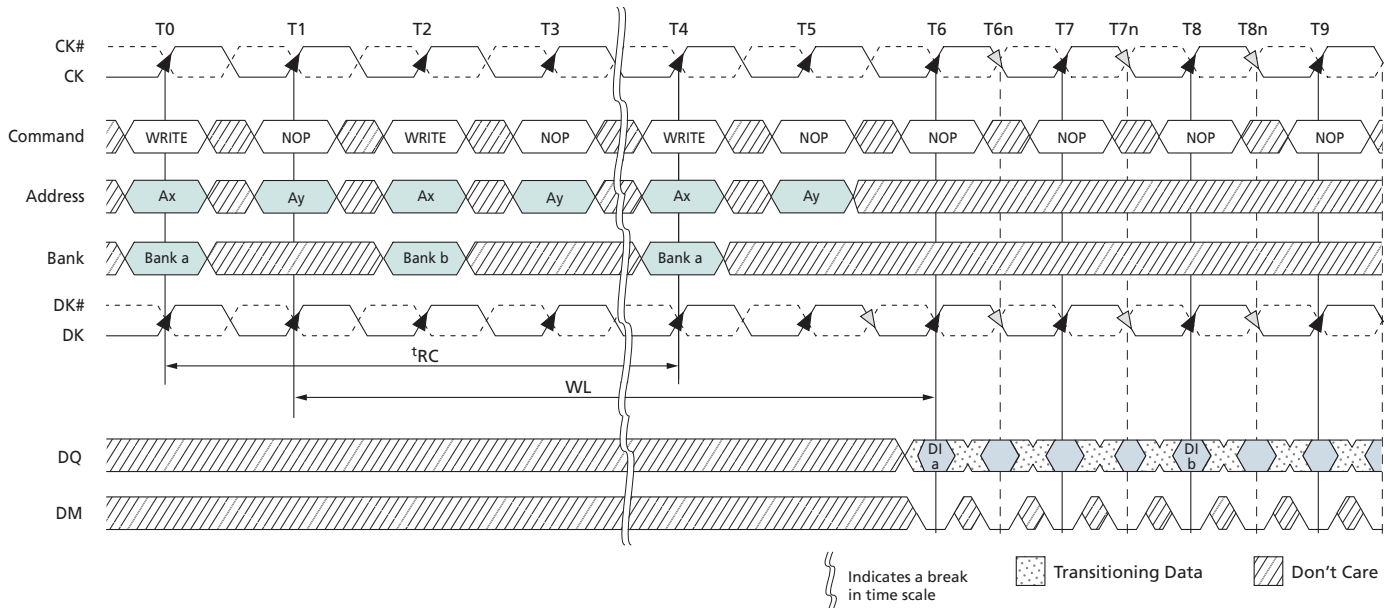 T0 T1 T2 T3 T4 T5 T6 T6n T7 T7n T8 T8n T9
CK#
CK
Command WRITE NOP WRITE NOP WRITE NOP NOP NOP NOP NOP
Address Ax Ay Ax Ay Ax Ay
Bank Bank a Bank b Bank a
DK#
DK
tRC
WL
DQ DI a DI b
DM
Indicates a break
in time scale
Transitioning Data
Don't Care